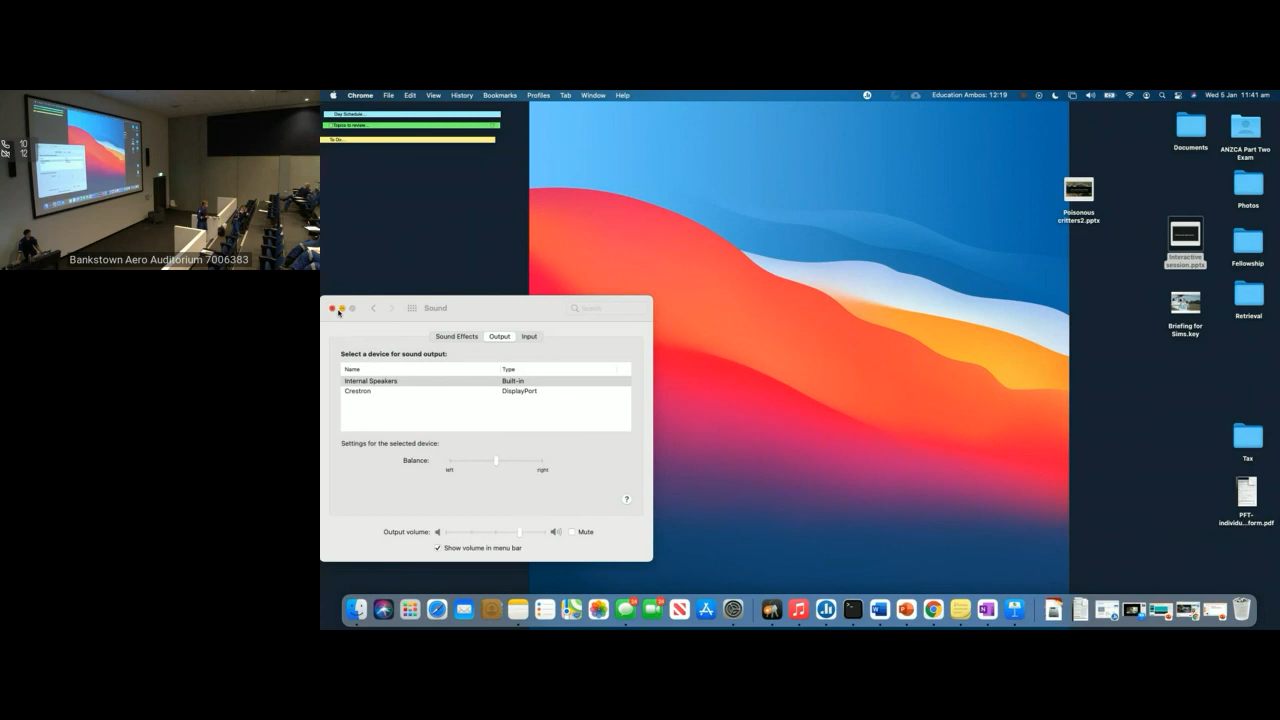 Chrome File Edit View History Bookmarks Profiles Tab Window Help
Education Ambos: 12:19
Wed 5 Jan 11:41 am
Day Schedule...
Topics to review...
To Do...
10
12
Bankstown Aero Auditorium 7006383
Documents
ANZCA Part Two
Exam
Photos
Poisonous
critters2.pptx
Interactive
session.pptx
Fellowship
Retrieval
Briefing for
Sims.key
Tax
PFT-
individu...form.pdf
Sound
Search
Sound Effects Output Input
Select a device for sound output:
Name Type
Internal Speakers Built-in
Crestron DisplayPort
Settings for the selected device:
Balance:
left right
?
Output volume: Mute
Show volume in menu bar